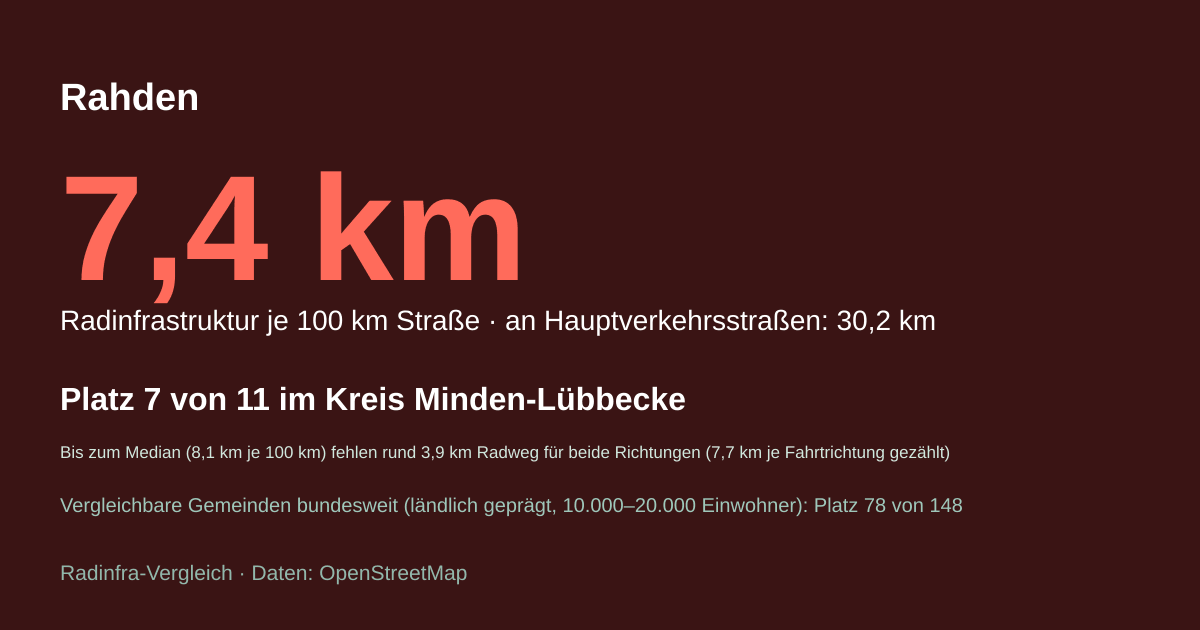 Rahden
7,4 km
Radinfrastruktur je 100 km Straße · an Hauptverkehrsstraßen: 30,2 km
Platz 7 von 11 im Kreis Minden-Lübbecke
Bis zum Median (8,1 km je 100 km) fehlen rund 3,9 km Radweg für beide Richtungen (7,7 km je Fahrtrichtung gezählt)
Vergleichbare Gemeinden bundesweit (ländlich geprägt, 10.000–20.000 Einwohner): Platz 78 von 148
Radinfra-Vergleich · Daten: OpenStreetMap